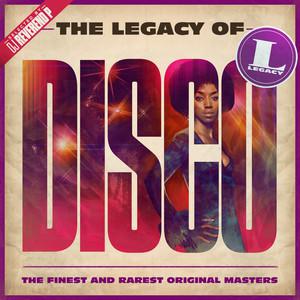 SELECTED BY
DJ REVEREND P
THE LEGACY OF
L
LEGACY
DISCO
THE FINEST AND RAREST ORIGINAL MASTERS